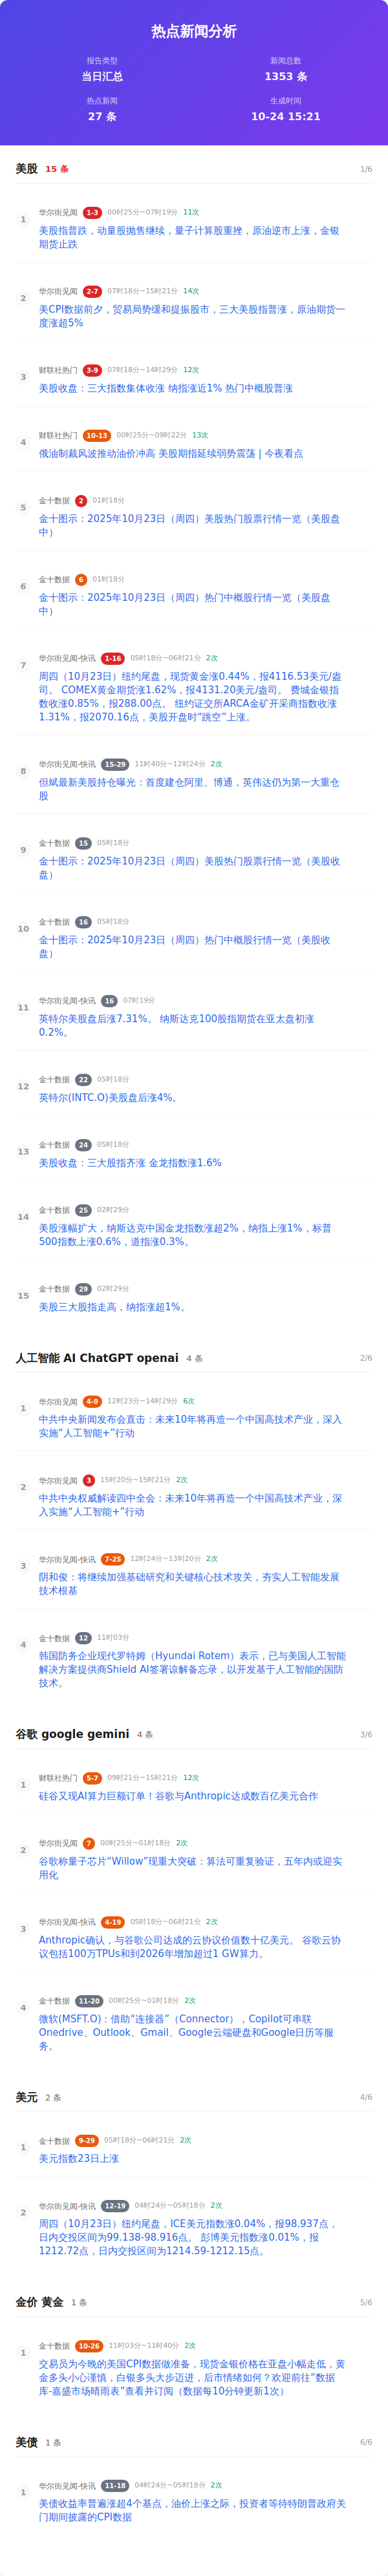 热点新闻分析
报告类型
新闻总数
当日汇总
1353 条
热点新闻
生成时间
27 条
10-24 15:21
美股 15 条 1/6
1 华尔街见闻 1-3 00时25分~07时19分 11次
美股指普跌，动量股抛售继续，量子计算股重挫，原油逆市上涨，金银
期货止跌
2 华尔街见闻 2-7 07时18分~15时21分 14次
美CPI数据前夕，贸易局势缓和提振股市，三大美股指普涨，原油期货一
度涨超5%
3 财联社热门 3-9 07时18分~14时29分 12次
美股收盘：三大指数集体收涨 纳指涨近1% 热门中概股普涨
4 财联社热门 10-13 00时25分~09时22分 13次
俄油制裁风波推动油价冲高 美股期指延续弱势震荡 | 今夜看点
5 金十数据 2 01时18分
金十图示：2025年10月23日（周四）美股热门股票行情一览（美股盘
中）
6 金十数据 6 01时18分
金十图示：2025年10月23日（周四）热门中概股行情一览（美股盘
中）
7 华尔街见闻-快讯 1-16 05时18分~06时21分 2次
周四（10月23日）纽约尾盘，现货黄金涨0.44%，报4116.53美元/盎
司。 COMEX黄金期货涨1.62%，报4131.20美元/盎司。 费城金银指
数收涨0.85%，报288.00点。 纽约证交所ARCA金矿开采商指数收涨
1.31%，报2070.16点，美股开盘时“跳空”上涨。
8 华尔街见闻-快讯 15-29 11时40分~12时24分 2次
但斌最新美股持仓曝光：首度建仓阿里、博通，英伟达仍为第一大重仓
股
9 金十数据 15 05时18分
金十图示：2025年10月23日（周四）美股热门股票行情一览（美股收
盘）
10 金十数据 16 05时18分
金十图示：2025年10月23日（周四）热门中概股行情一览（美股收
盘）
11 华尔街见闻-快讯 16 07时19分
英特尔美股盘后涨7.31%。 纳斯达克100股指期货在亚太盘初涨
0.2%。
12 金十数据 22 05时18分
英特尔(INTC.O)美股盘后涨4%。
13 金十数据 24 05时18分
美股收盘：三大股指齐涨 金龙指数涨1.6%
14 金十数据 25 02时29分
美股涨幅扩大，纳斯达克中国金龙指数涨超2%，纳指上涨1%，标普
500指数上涨0.6%，道指涨0.3%。
15 金十数据 29 02时29分
美股三大股指走高，纳指涨超1%。
人工智能 AI ChatGPT openai 4 条 2/6
1 华尔街见闻 4-9 12时23分~14时29分 6次
中共中央新闻发布会直击：未来10年将再造一个中国高技术产业，深入
实施“人工智能+”行动
2 华尔街见闻 3 15时20分~15时21分 2次
中共中央权威解读四中全会：未来10年将再造一个中国高技术产业，深
入实施“人工智能+”行动
3 华尔街见闻-快讯 7-25 12时24分~13时20分 2次
阴和俊：将继续加强基础研究和关键核心技术攻关，夯实人工智能发展
技术根基
4 金十数据 12 11时03分
韩国防务企业现代罗特姆（Hyundai Rotem）表示，已与美国人工智能
解决方案提供商Shield AI签署谅解备忘录，以开发基于人工智能的国防
技术。
谷歌 google gemini 4 条 3/6
1 财联社热门 5-7 09时21分~15时21分 12次
硅谷又现AI算力巨额订单！谷歌与Anthropic达成数百亿美元合作
2 华尔街见闻 7 00时25分~01时18分 2次
谷歌称量子芯片“Willow”现重大突破：算法可重复验证，五年内或迎实
用化
3 华尔街见闻-快讯 4-19 05时18分~06时21分 2次
Anthropic确认，与谷歌公司达成的云协议价值数十亿美元。 谷歌云协
议包括100万TPUs和到2026年增加超过1 GW算力。
4 金十数据 11-20 00时25分~01时18分 2次
微软(MSFT.O)：借助“连接器”（Connector），Copilot可串联
Onedrive、Outlook、Gmail、Google云端硬盘和Google日历等服
务。
美元 2 条 4/6
1 金十数据 9-29 05时18分~06时21分 2次
美元指数23日上涨
2 华尔街见闻-快讯 12-19 04时24分~05时18分 2次
周四（10月23日）纽约尾盘，ICE美元指数涨0.04%，报98.937点，
日内交投区间为99.138-98.916点。 彭博美元指数涨0.01%，报
1212.72点，日内交投区间为1214.59-1212.15点。
金价 黄金 1 条 5/6
1 金十数据 10-26 11时03分~11时40分 2次
交易员为今晚的美国CPI数据做准备，现货金银价格在亚盘小幅走低，黄
金多头小心谨慎，白银多头大步迈进，后市情绪如何？欢迎前往“数据
库-嘉盛市场晴雨表”查看并订阅（数据每10分钟更新1次）
美债 1 条 6/6
1 华尔街见闻-快讯 11-18 04时24分~05时18分 2次
美债收益率普遍涨超4个基点，油价上涨之际，投资者等待特朗普政府关
门期间披露的CPI数据